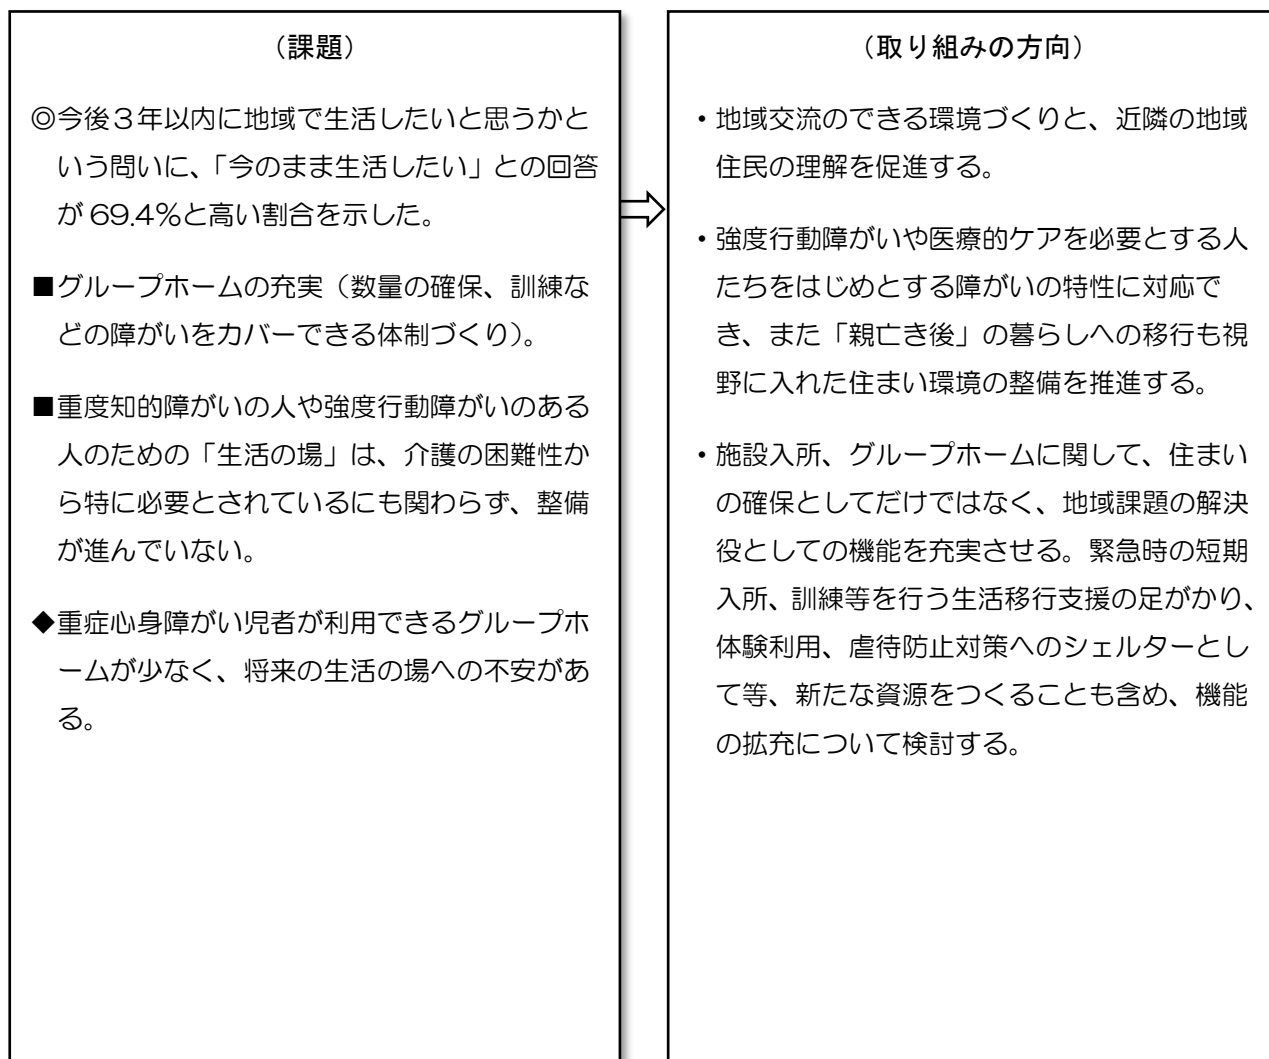 （課題）
◎今後３年以内に地域で生活したいと思うかと
いう問いに、「今のまま生活したい」との回答
が 69.4％と高い割合を示した。
■グループホームの充実（数量の確保、訓練な
どの障がいをカバーできる体制づくり）。
■重度知的障がいの人や強度行動障がいのある
人のための「生活の場」は、介護の困難性か
ら特に必要とされているにも関わらず、整備
が進んでいない。
◆重症心身障がい児者が利用できるグループホ
ームが少なく、将来の生活の場への不安があ
る。
⇒
（取り組みの方向）
・地域交流のできる環境づくりと、近隣の地域
住民の理解を促進する。
・強度行動障がいや医療的ケアを必要とする人
たちをはじめとする障がいの特性に対応で
き、また「親亡き後」の暮らしへの移行も視
野に入れた住まい環境の整備を推進する。
・施設入所、グループホームに関して、住まい
の確保としてだけではなく、地域課題の解決
役としての機能を充実させる。緊急時の短期
入所、訓練等を行う生活移行支援の足がかり、
体験利用、虐待防止対策へのシェルターとし
て等、新たな資源をつくることも含め、機能
の拡充について検討する。